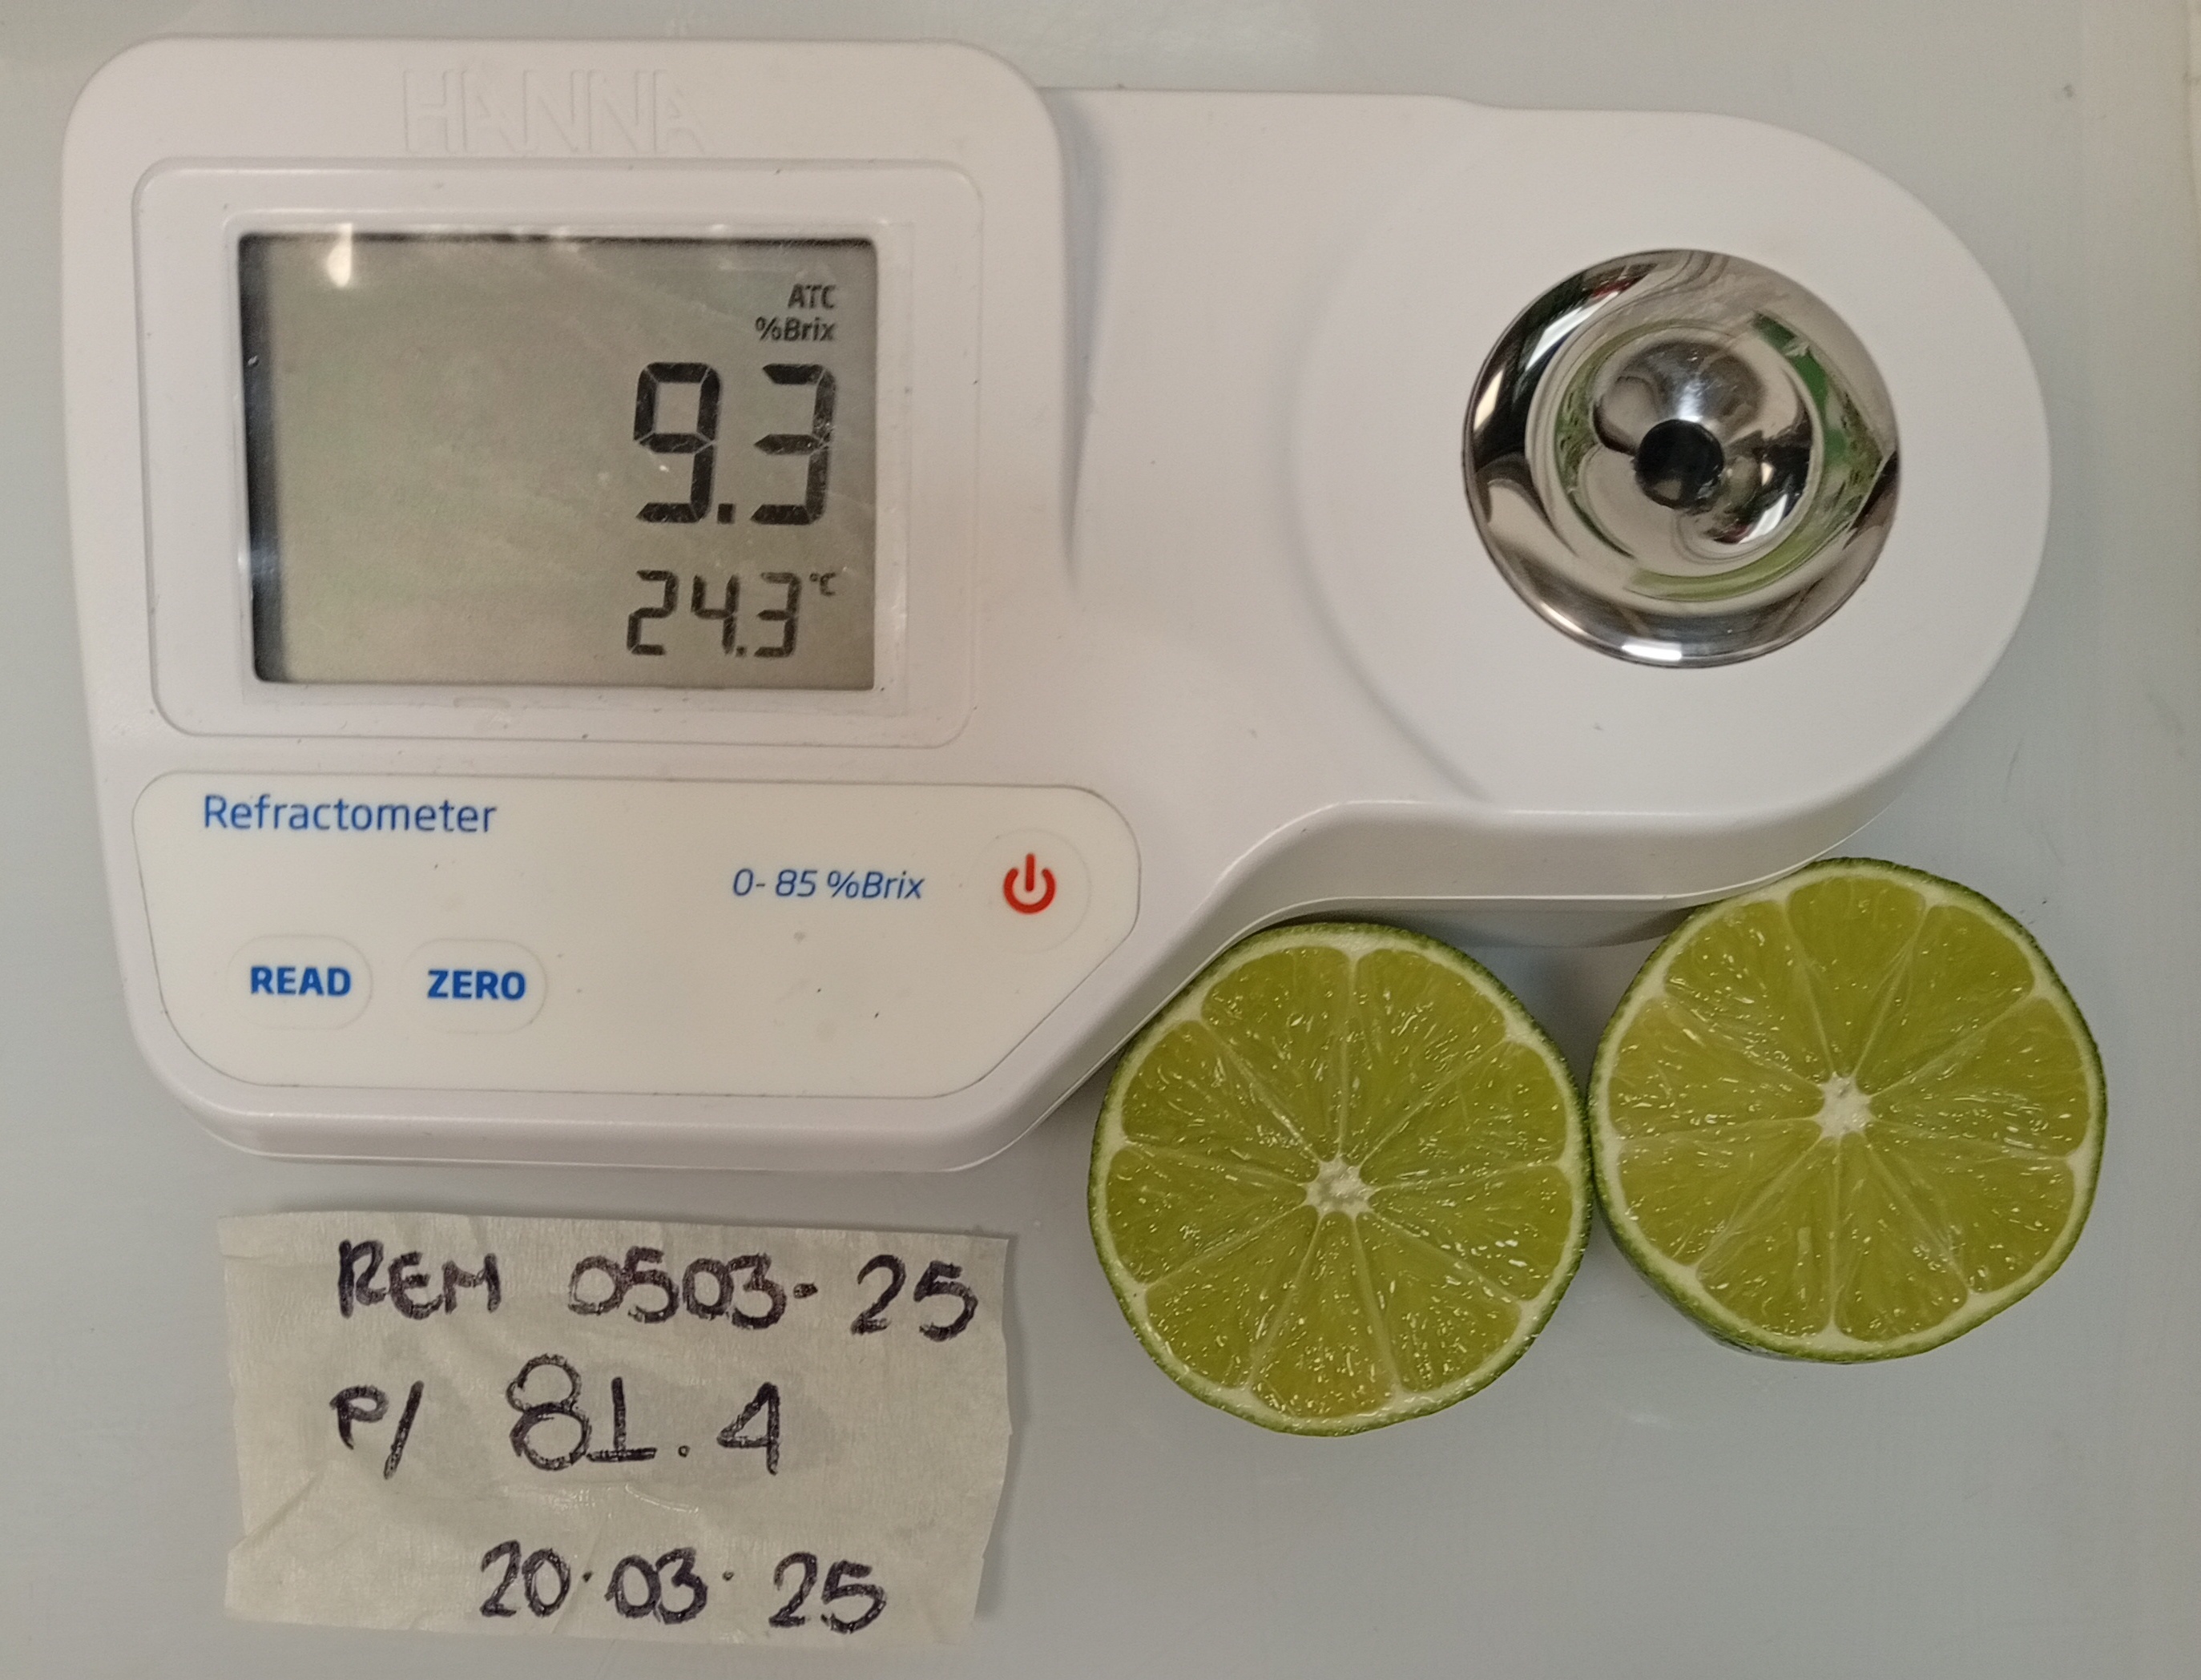 HANNA
ATC
%Brix
9.3
24.3°C
Refractometer
0- 85 %Brix
READ ZERO
REM 0503-25
P/ 81.4
20.03.25